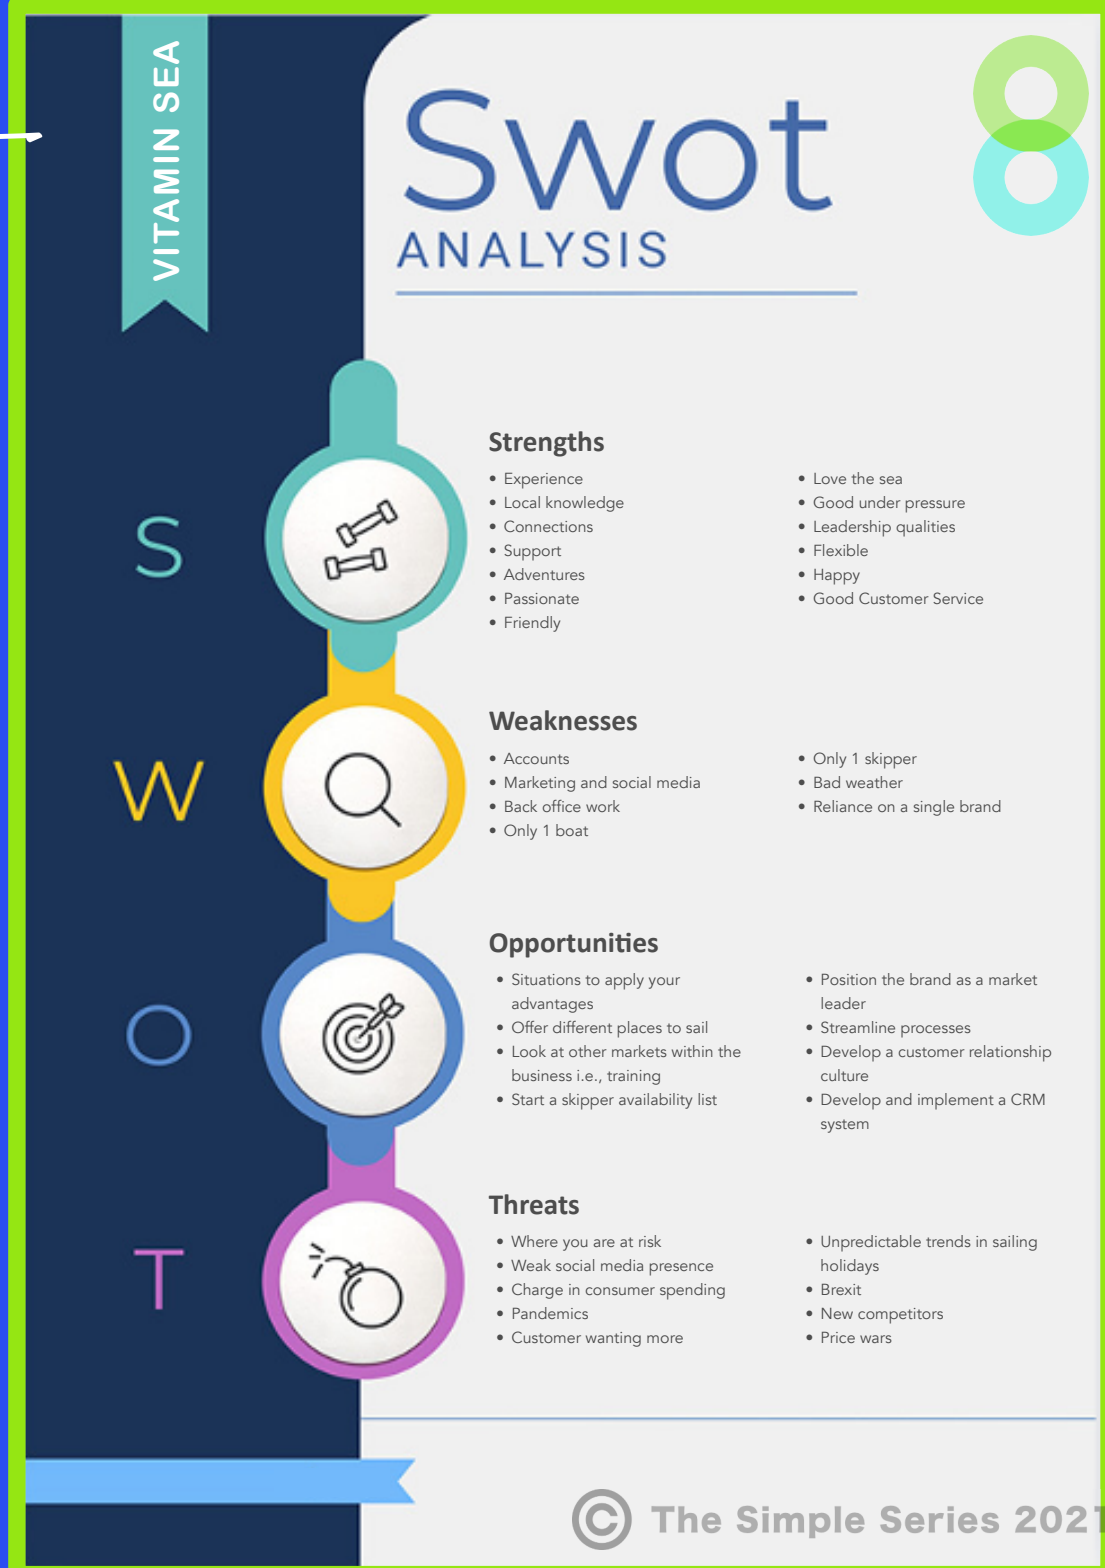 VITAMIN SEA
Swot
ANALYSIS
8
S
Strengths
• Experience
• Local knowledge
• Connections
• Support
• Adventures
• Passionate
• Friendly
• Love the sea
• Good under pressure
• Leadership qualities
• Flexible
• Happy
• Good Customer Service
W
Weaknesses
• Accounts
• Marketing and social media
• Back office work
• Only 1 boat
• Only 1 skipper
• Bad weather
• Reliance on a single brand
O
Opportunities
• Situations to apply your
advantages
• Offer different places to sail
• Look at other markets within the
business i.e., training
• Start a skipper availability list
• Position the brand as a market
leader
• Streamline processes
• Develop a customer relationship
culture
• Develop and implement a CRM
system
T
Threats
• Where you are at risk
• Weak social media presence
• Charge in consumer spending
• Pandemics
• Customer wanting more
• Unpredictable trends in sailing
holidays
• Brexit
• New competitors
• Price wars
© The Simple Series 2021